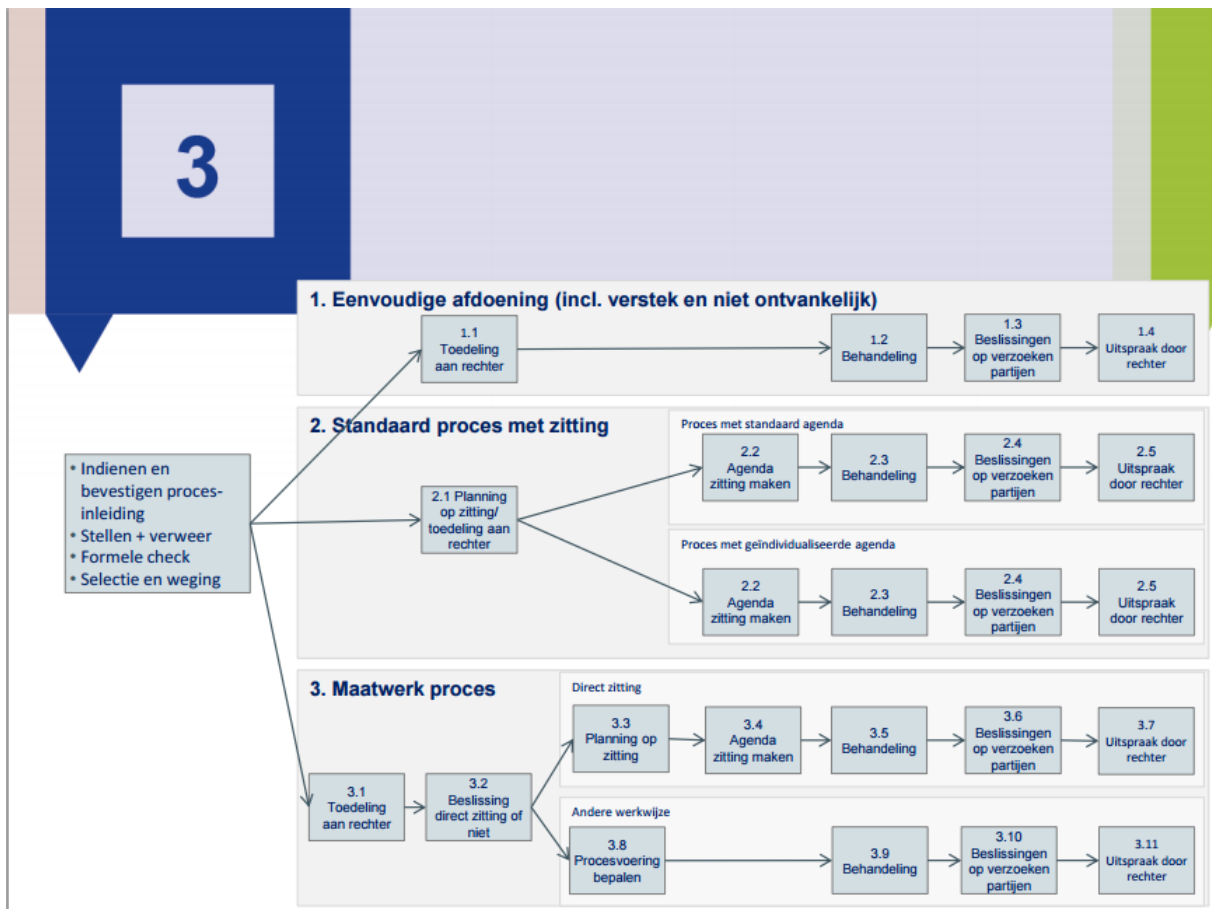 3
1. Eenvoudige afdoening (incl. verstek en niet ontvankelijk)
1.1
Toedeling
aan rechter
1.2
Behandeling
1.3
Beslissingen
op verzoeken
partijen
1.4
Uitspraak door
rechter
• Indienen en
bevestigen proces-
inleiding
• Stellen + verweer
• Formele check
• Selectie en weging
2. Standaard proces met zitting
2.1 Planning
op zitting/
toedeling aan
rechter
Proces met standaard agenda
2.2
Agenda
zitting maken
2.3
Behandeling
2.4
Beslissingen
op verzoeken
partijen
2.5
Uitspraak
door rechter
Proces met geïndividualiseerde agenda
2.2
Agenda
zitting maken
2.3
Behandeling
2.4
Beslissingen
op verzoeken
partijen
2.5
Uitspraak
door rechter
3. Maatwerk proces
3.1
Toedeling
aan rechter
3.2
Beslissing
direct zitting of
niet
Direct zitting
3.3
Planning op
zitting
3.4
Agenda
zitting maken
3.5
Behandeling
3.6
Beslissingen
op verzoeken
partijen
3.7
Uitspraak door
rechter
Andere werkwijze
3.8
Procesvoering
bepalen
3.9
Behandeling
3.10
Beslissingen
op verzoeken
partijen
3.11
Uitspraak door
rechter